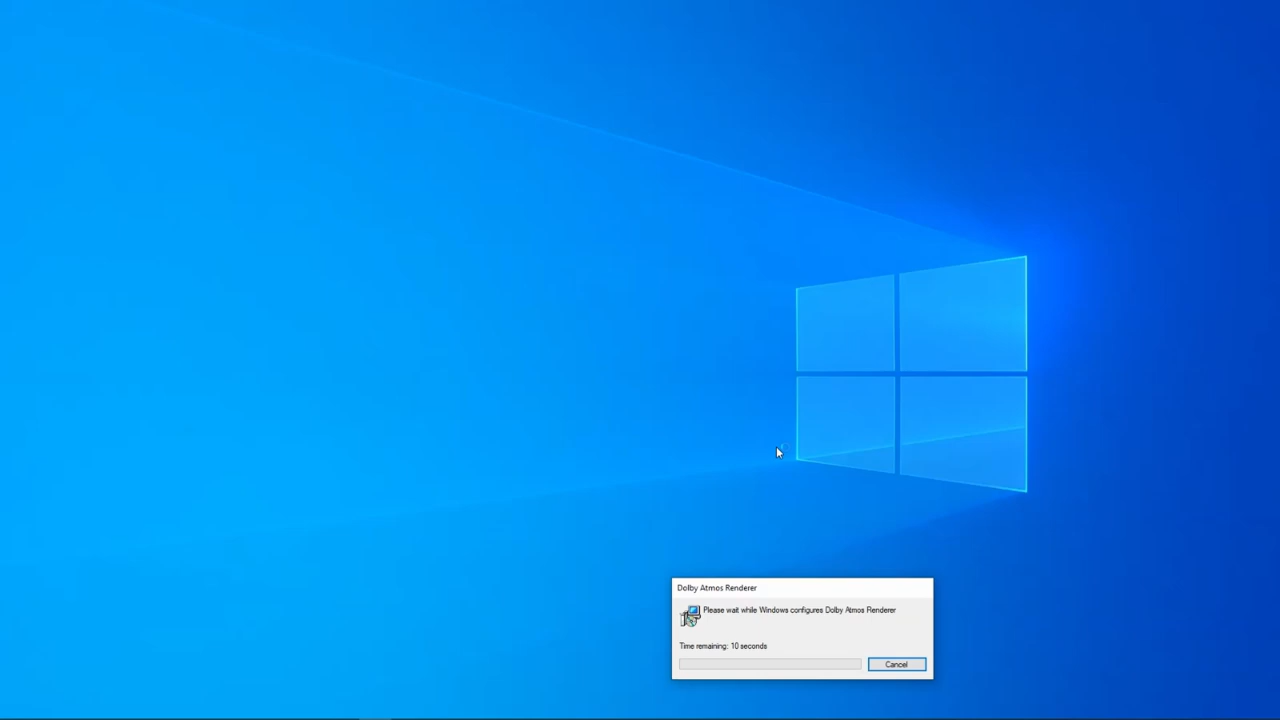 Dolby Atmos Renderer
Please wait while Windows configures Dolby Atmos Renderer
Time remaining: 10 seconds
Cancel